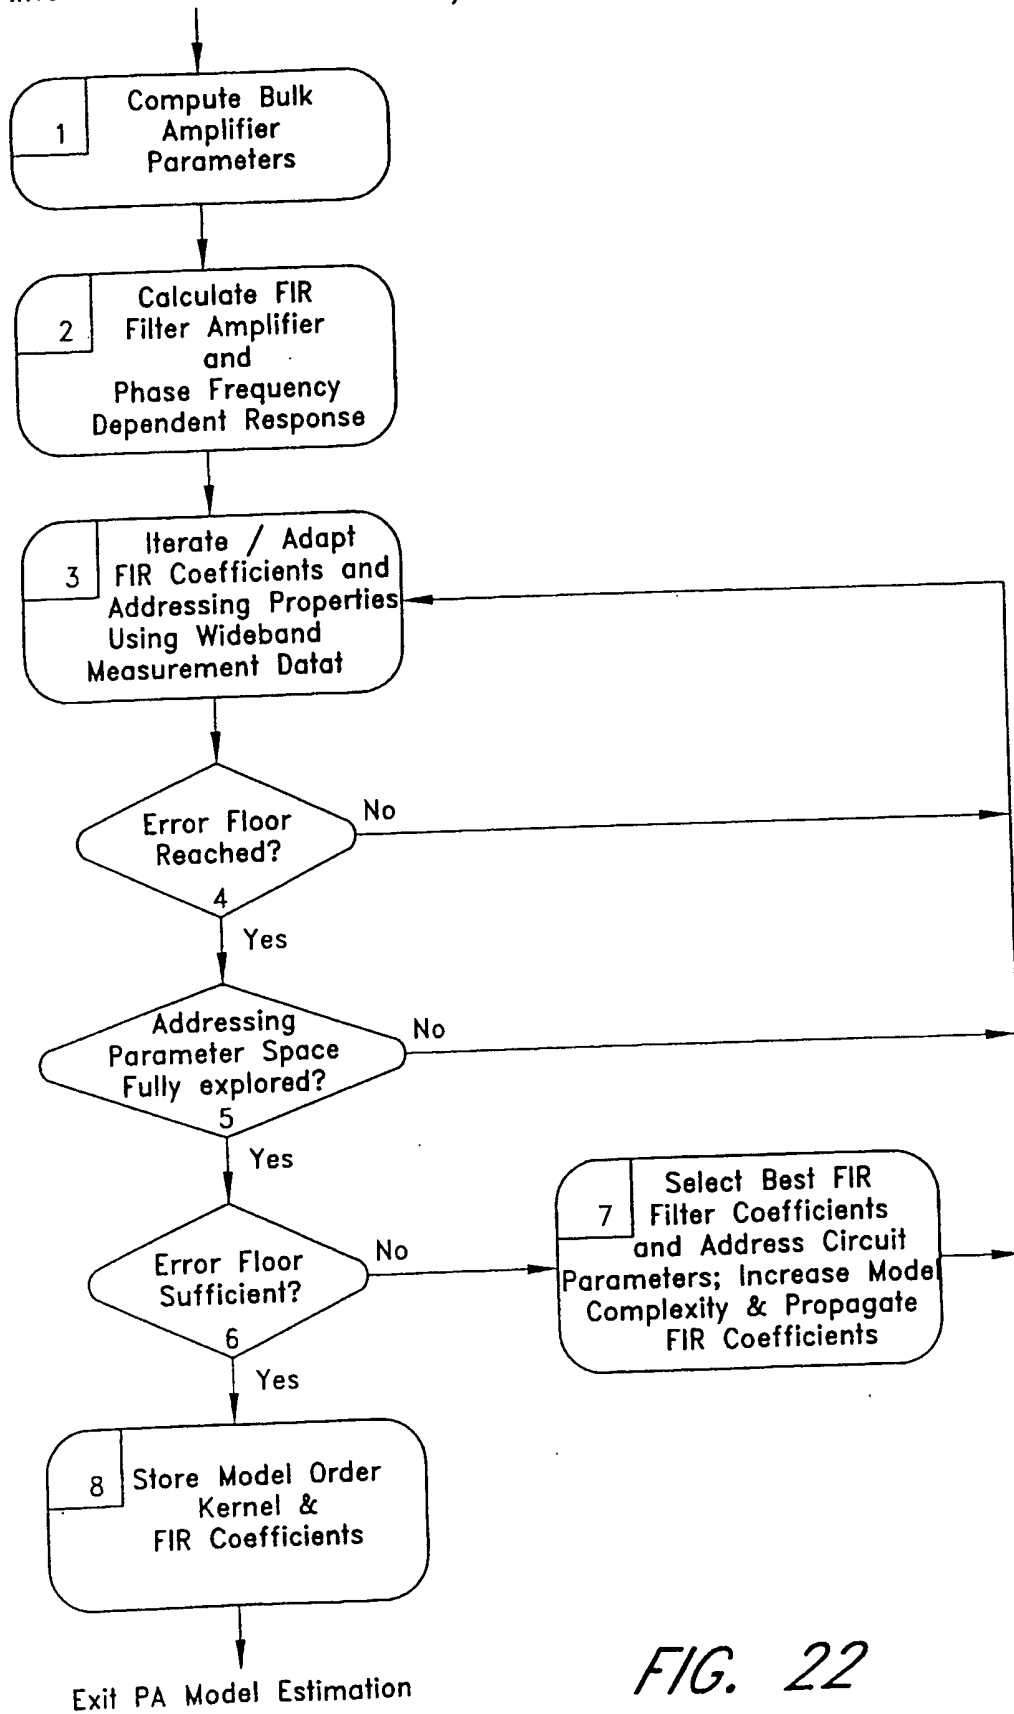 1
Compute Bulk
Amplifier
Parameters
2
Calculate FIR
Filter Amplifier
and
Phase Frequency
Dependent Response
3
Iterate / Adapt
FIR Coefficients and
Addressing Properties
Using Wideband
Measurement Datat
Error Floor
Reached?
4
No
Yes
Addressing
Parameter Space
Fully explored?
5
No
Yes
Error Floor
Sufficient?
6
No
Yes
7
Select Best FIR
Filter Coefficients
and Address Circuit
Parameters; Increase Model
Complexity & Propagate
FIR Coefficients
8
Store Model Order
Kernel &
FIR Coefficients
Exit PA Model Estimation
FIG. 22